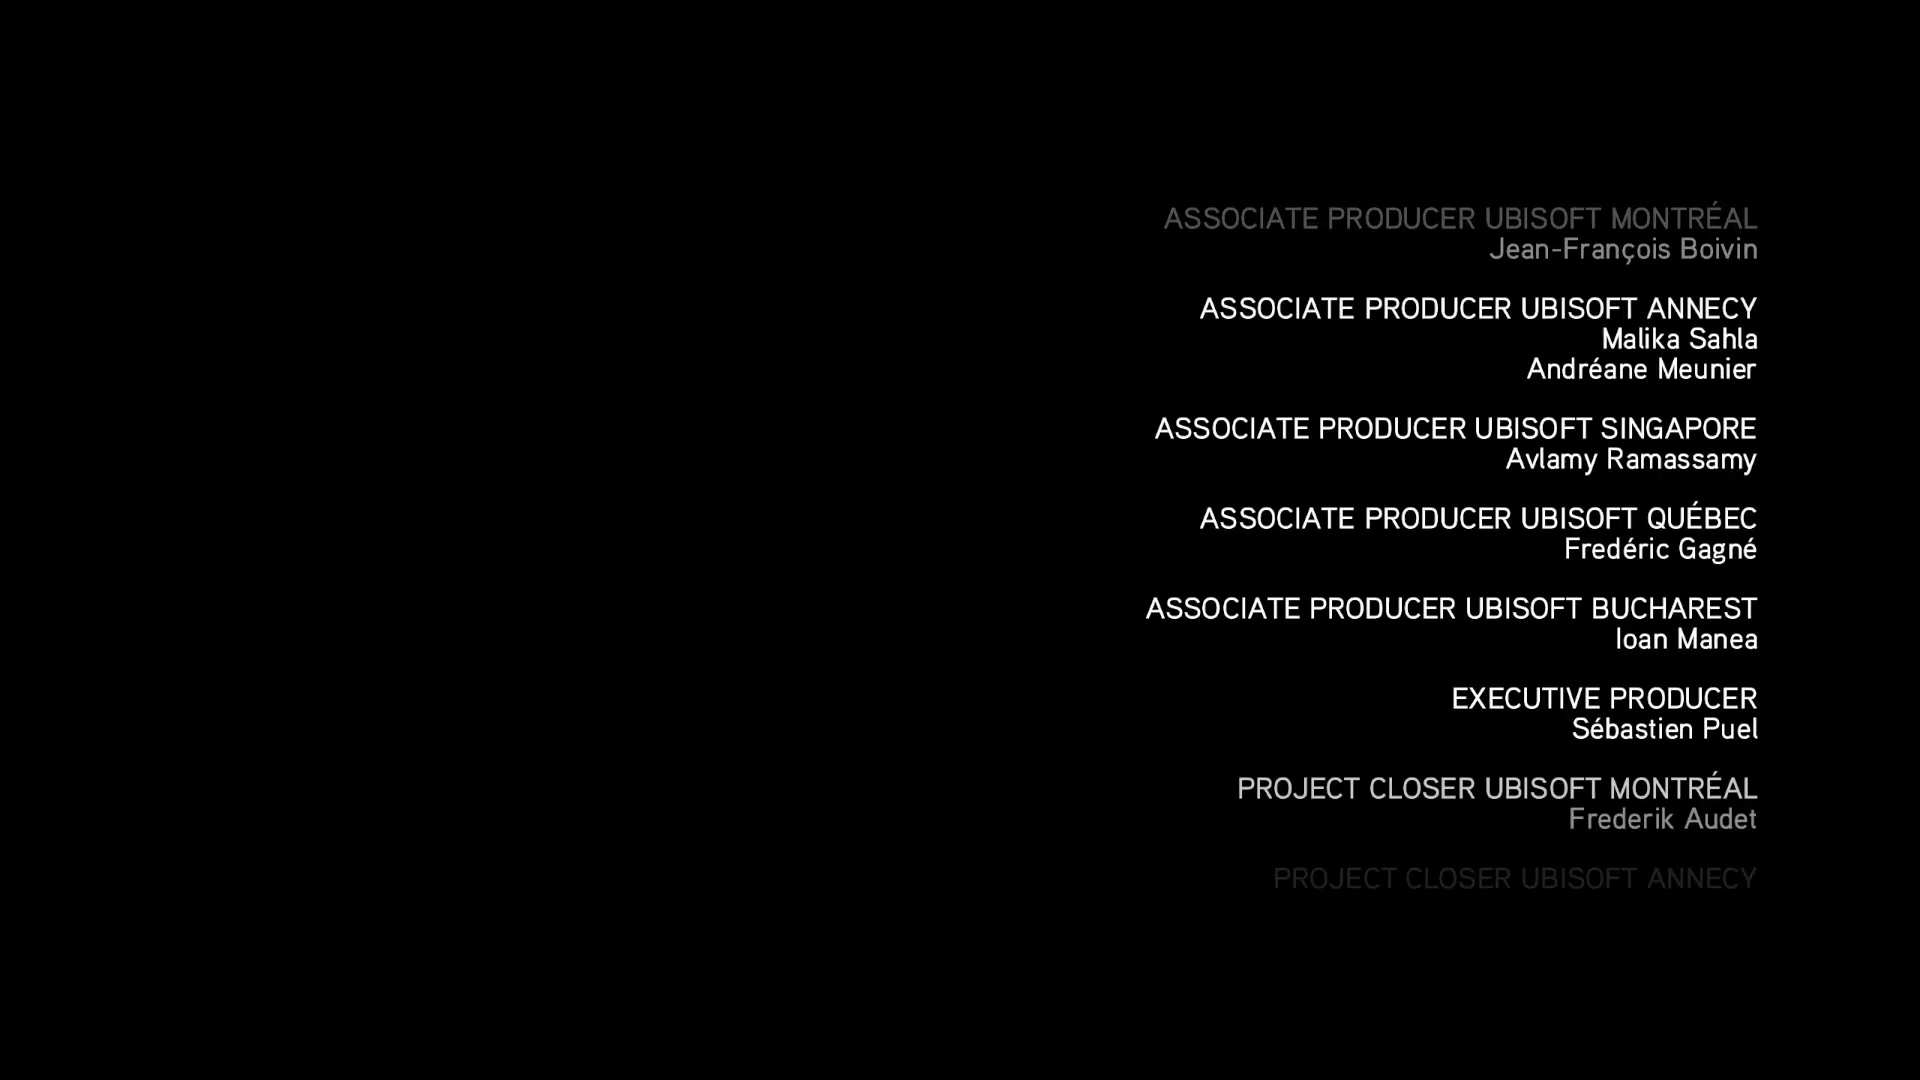 ASSOCIATE PRODUCER UBISOFT MONTRÉAL
Jean-François Boivin
ASSOCIATE PRODUCER UBISOFT ANNECY
Malika Sahla
Andréane Meunier
ASSOCIATE PRODUCER UBISOFT SINGAPORE
Avlamy Ramassamy
ASSOCIATE PRODUCER UBISOFT QUÉBEC
Fredéric Gagné
ASSOCIATE PRODUCER UBISOFT BUCHAREST
Ioan Manea
EXECUTIVE PRODUCER
Sébastien Puel
PROJECT CLOSER UBISOFT MONTRÉAL
Frederik Audet
PROJECT CLOSER UBISOFT ANNECY